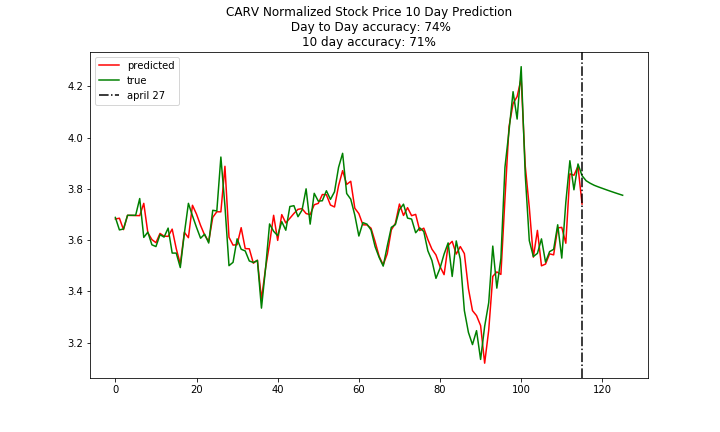 CARV Normalized Stock Price 10 Day Prediction
Day to Day accuracy: 74%
10 day accuracy: 71%
predicted
true
april 27
4.2
4.0
3.8
3.6
3.4
3.2
0 20 40 60 80 100 120